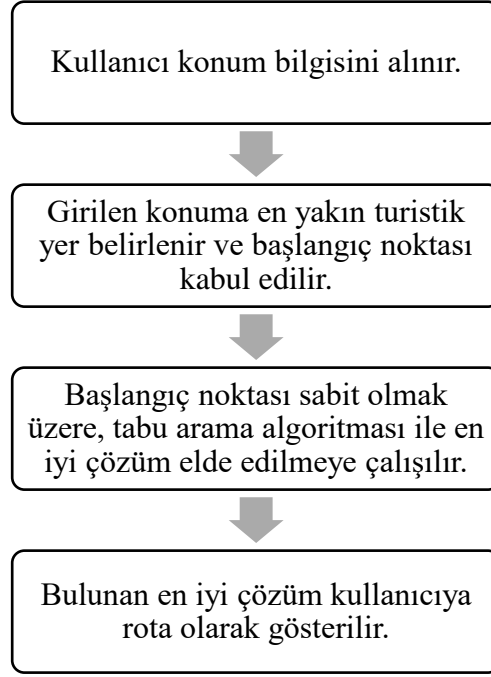 Kullanıcı konum bilgisini alınır.
Girilen konuma en yakın turistik
yer belirlenir ve başlangıç noktası
kabul edilir.
Başlangıç noktası sabit olmak
üzere, tabu arama algoritması ile en
iyi çözüm elde edilmeye çalışılır.
Bulunan en iyi çözüm kullanıcıya
rota olarak gösterilir.